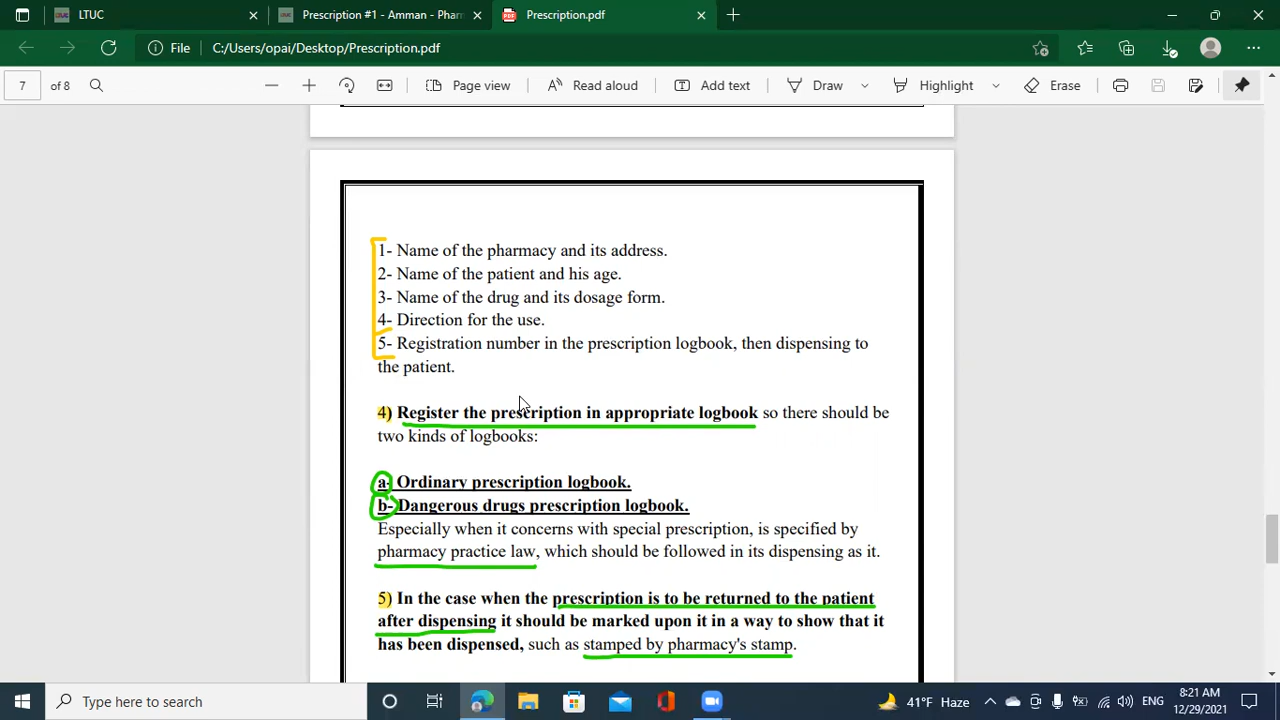 LTUC
Prescription #1 - Amman - Phar
Prescription.pdf
File
C:/Users/opai/Desktop/Prescription.pdf
7 of 8
Page view
Read aloud
Add text
Draw
Highlight
Erase
1- Name of the pharmacy and its address.
2- Name of the patient and his age.
3- Name of the drug and its dosage form.
4- Direction for the use.
5- Registration number in the prescription logbook, then dispensing to
the patient.
4) Register the prescription in appropriate logbook so there should be
two kinds of logbooks:
a- Ordinary prescription logbook.
b- Dangerous drugs prescription logbook.
Especially when it concerns with special prescription, is specified by
pharmacy practice law, which should be followed in its dispensing as it.
5) In the case when the prescription is to be returned to the patient
after dispensing it should be marked upon it in a way to show that it
has been dispensed, such as stamped by pharmacy's stamp.
Type here to search
41°F Haze
ENG
8:21 AM
12/29/2021